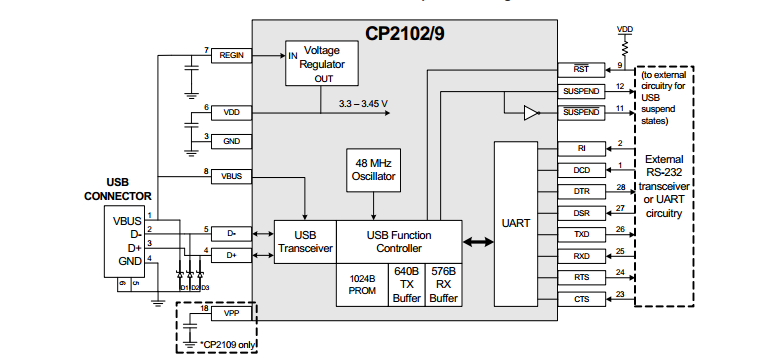 CP2102/9
VDD
7
REGIN
IN
Voltage
Regulator
OUT
9
RST
(to external
circuitry for
USB
suspend
states)
12
SUSPEND
11
SUSPEND
6
VDD
3.3 – 3.45 V
3
GND
48 MHz
Oscillator
8
VBUS
2
RI
1
DCD
28
DTR
27
DSR
26
TXD
25
RXD
24
RTS
23
CTS
External
RS-232
transceiver
or UART
circuitry
UART
USB
CONNECTOR
VBUS
1
D-
2
D+
3
GND
4
6
5
5
D-
4
D+
D1
D2
D3
USB
Transceiver
USB Function
Controller
1024B
PROM
640B
TX
Buffer
576B
RX
Buffer
18
VPP
*CP2109 only